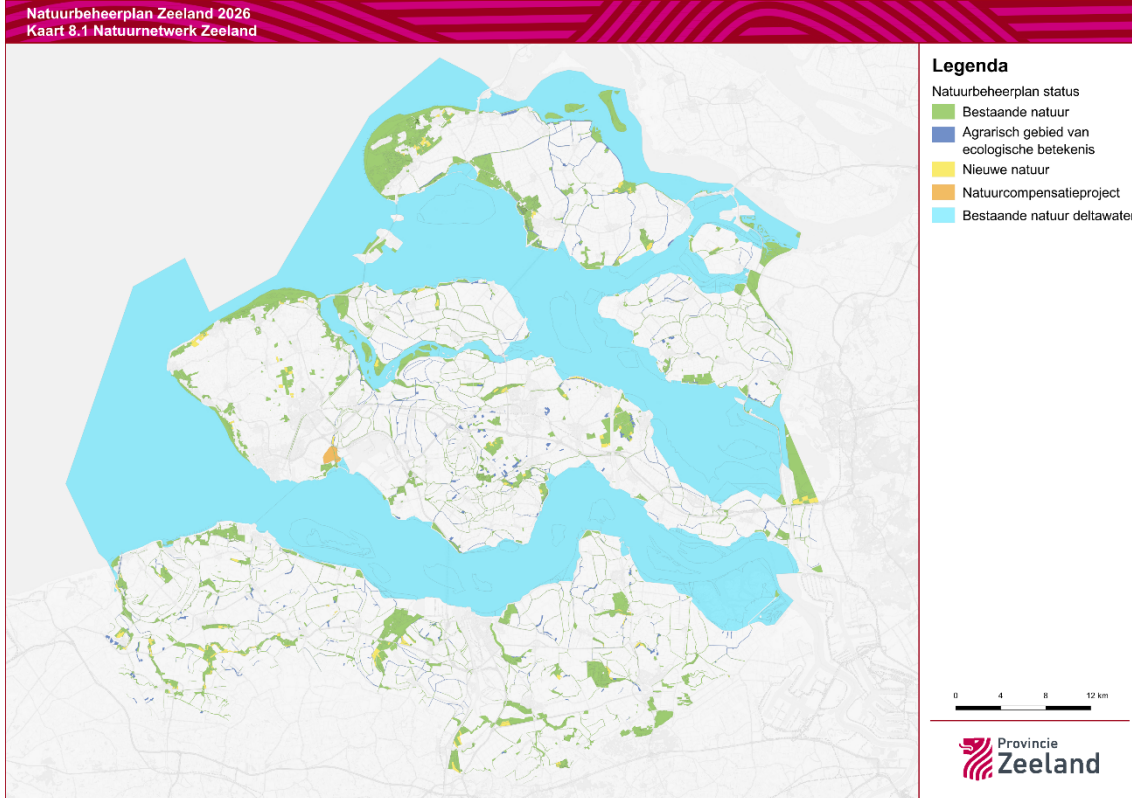 Natuurbeheerplan Zeeland 2026
Kaart 8.1 Natuurnetwerk Zeeland
Legenda
Natuurbeheerplan status
Bestaande natuur
Agrarisch gebied van
ecologische betekenis
Nieuwe natuur
Natuurcompensatieproject
Bestaande natuur deltawater
0 4 8 12 km
Provincie
Zeeland